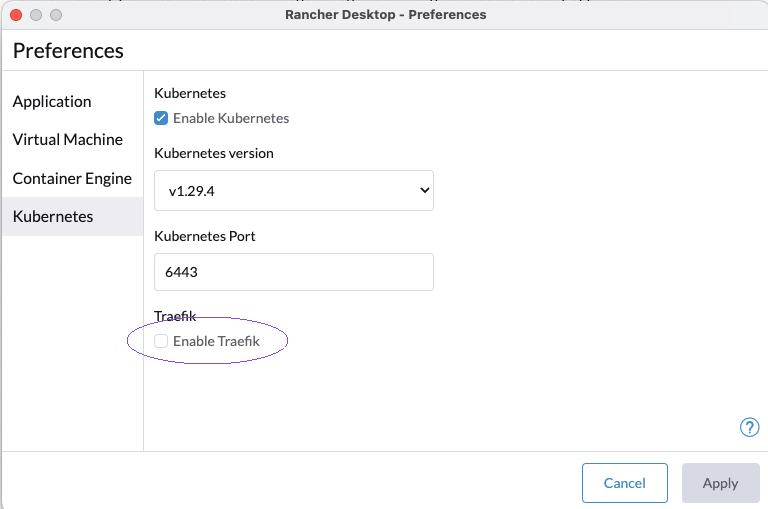 Rancher Desktop - Preferences
Preferences
Application
Virtual Machine
Container Engine
Kubernetes
Kubernetes
Enable Kubernetes
Kubernetes version
v1.29.4
Kubernetes Port
6443
Traefik
Enable Traefik
?
Cancel
Apply